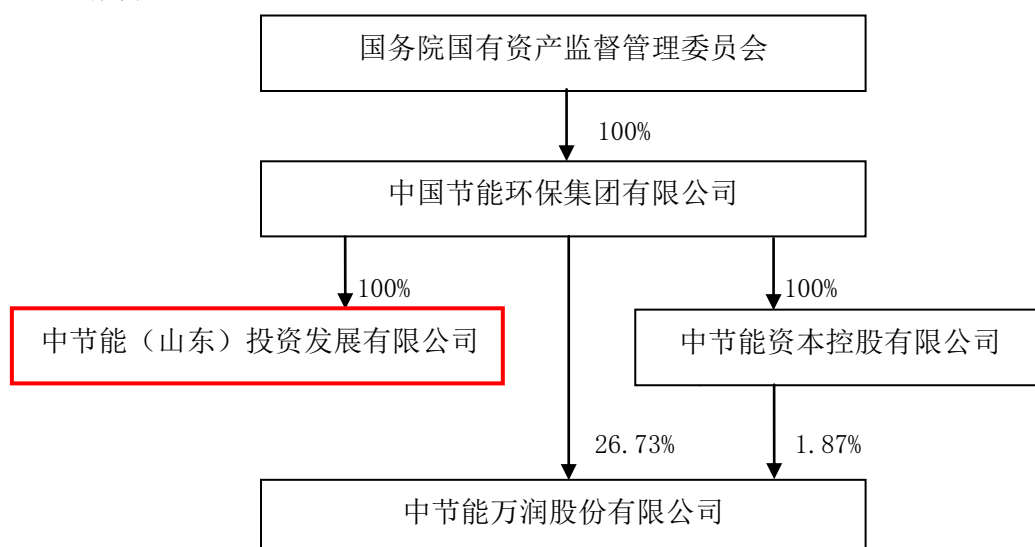 国务院国有资产监督管理委员会
100%
中国节能环保集团有限公司
100%
100%
中节能（山东）投资发展有限公司
中节能资本控股有限公司
26.73%
1.87%
中节能万润股份有限公司